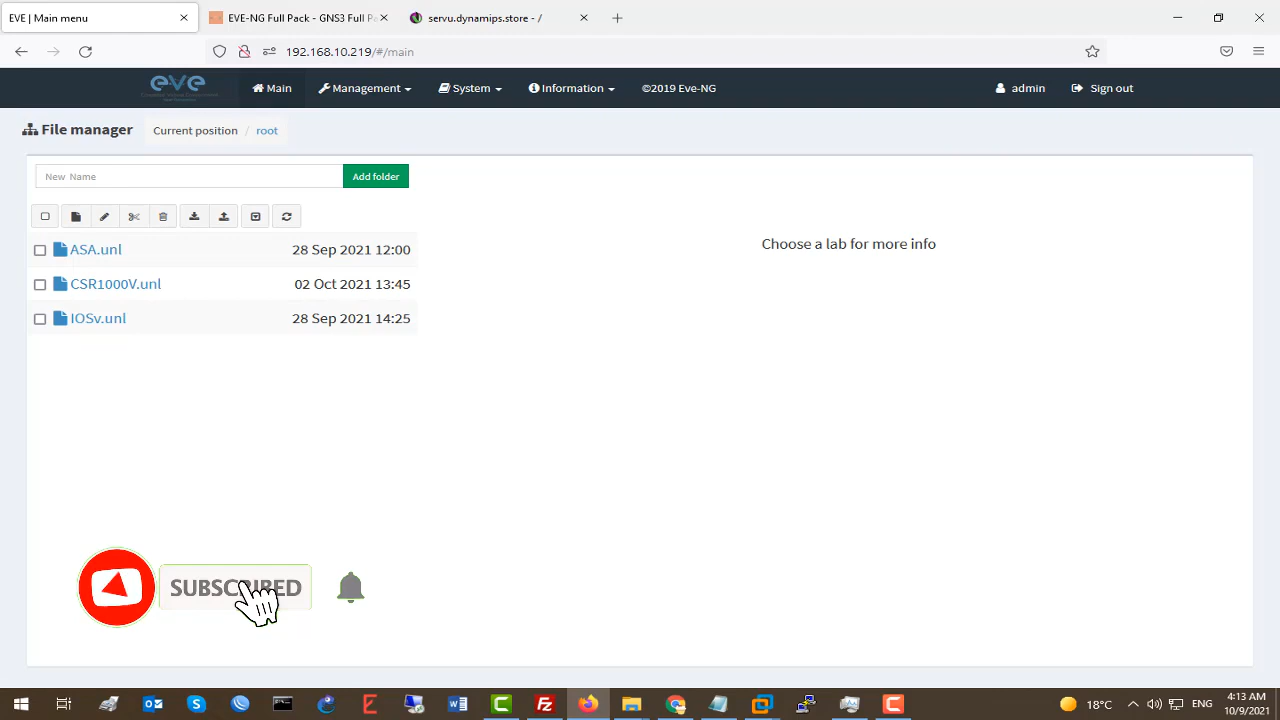 EVE | Main menu
EVE-NG Full Pack - GNS3 Full P
servu.dynamips.store - /
192.168.10.219/#/main
eve
Main
Management
System
Information
©2019 Eve-NG
admin
Sign out
File manager
Current position / root
New Name
Add folder
ASA.unl 28 Sep 2021 12:00
CSR1000V.unl 02 Oct 2021 13:45
IOSv.unl 28 Sep 2021 14:25
Choose a lab for more info
SUBSCRIBED
18°C
ENG
4:13 AM
10/9/2021